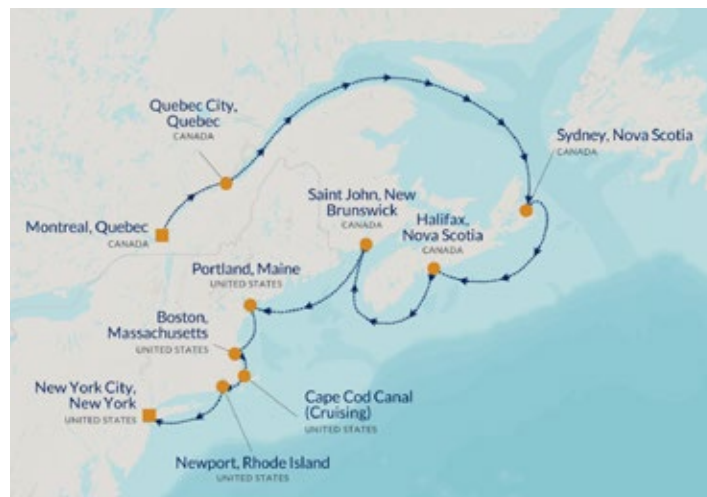 Quebec City,
Quebec
CANADA
Sydney, Nova Scotia
CANADA
Saint John, New
Brunswick
CANADA
Halifax,
Nova Scotia
CANADA
Montreal, Quebec
CANADA
Portland, Maine
UNITED STATES
Boston,
Massachusetts
UNITED STATES
New York City,
New York
UNITED STATES
Cape Cod Canal
(Cruising)
UNITED STATES
Newport, Rhode Island
UNITED STATES